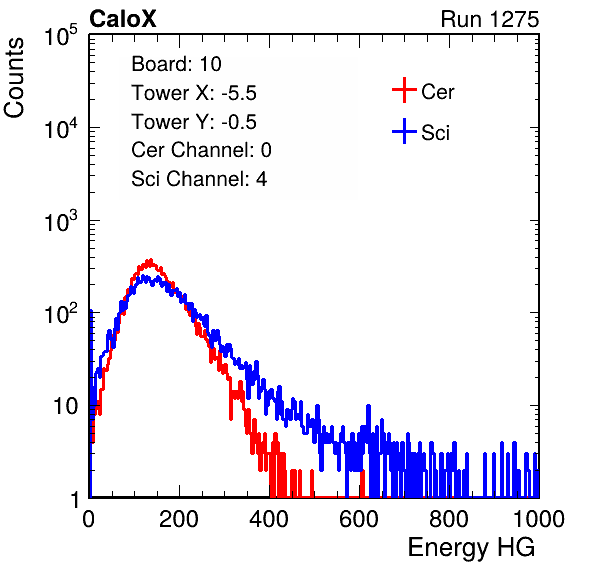 CaloX Run 1275
Counts
10^5
10^4
10^3
10^2
10
1
Board: 10
Tower X: -5.5
Tower Y: -0.5
Cer Channel: 0
Sci Channel: 4
Cer
Sci
0 200 400 600 800 1000
Energy HG